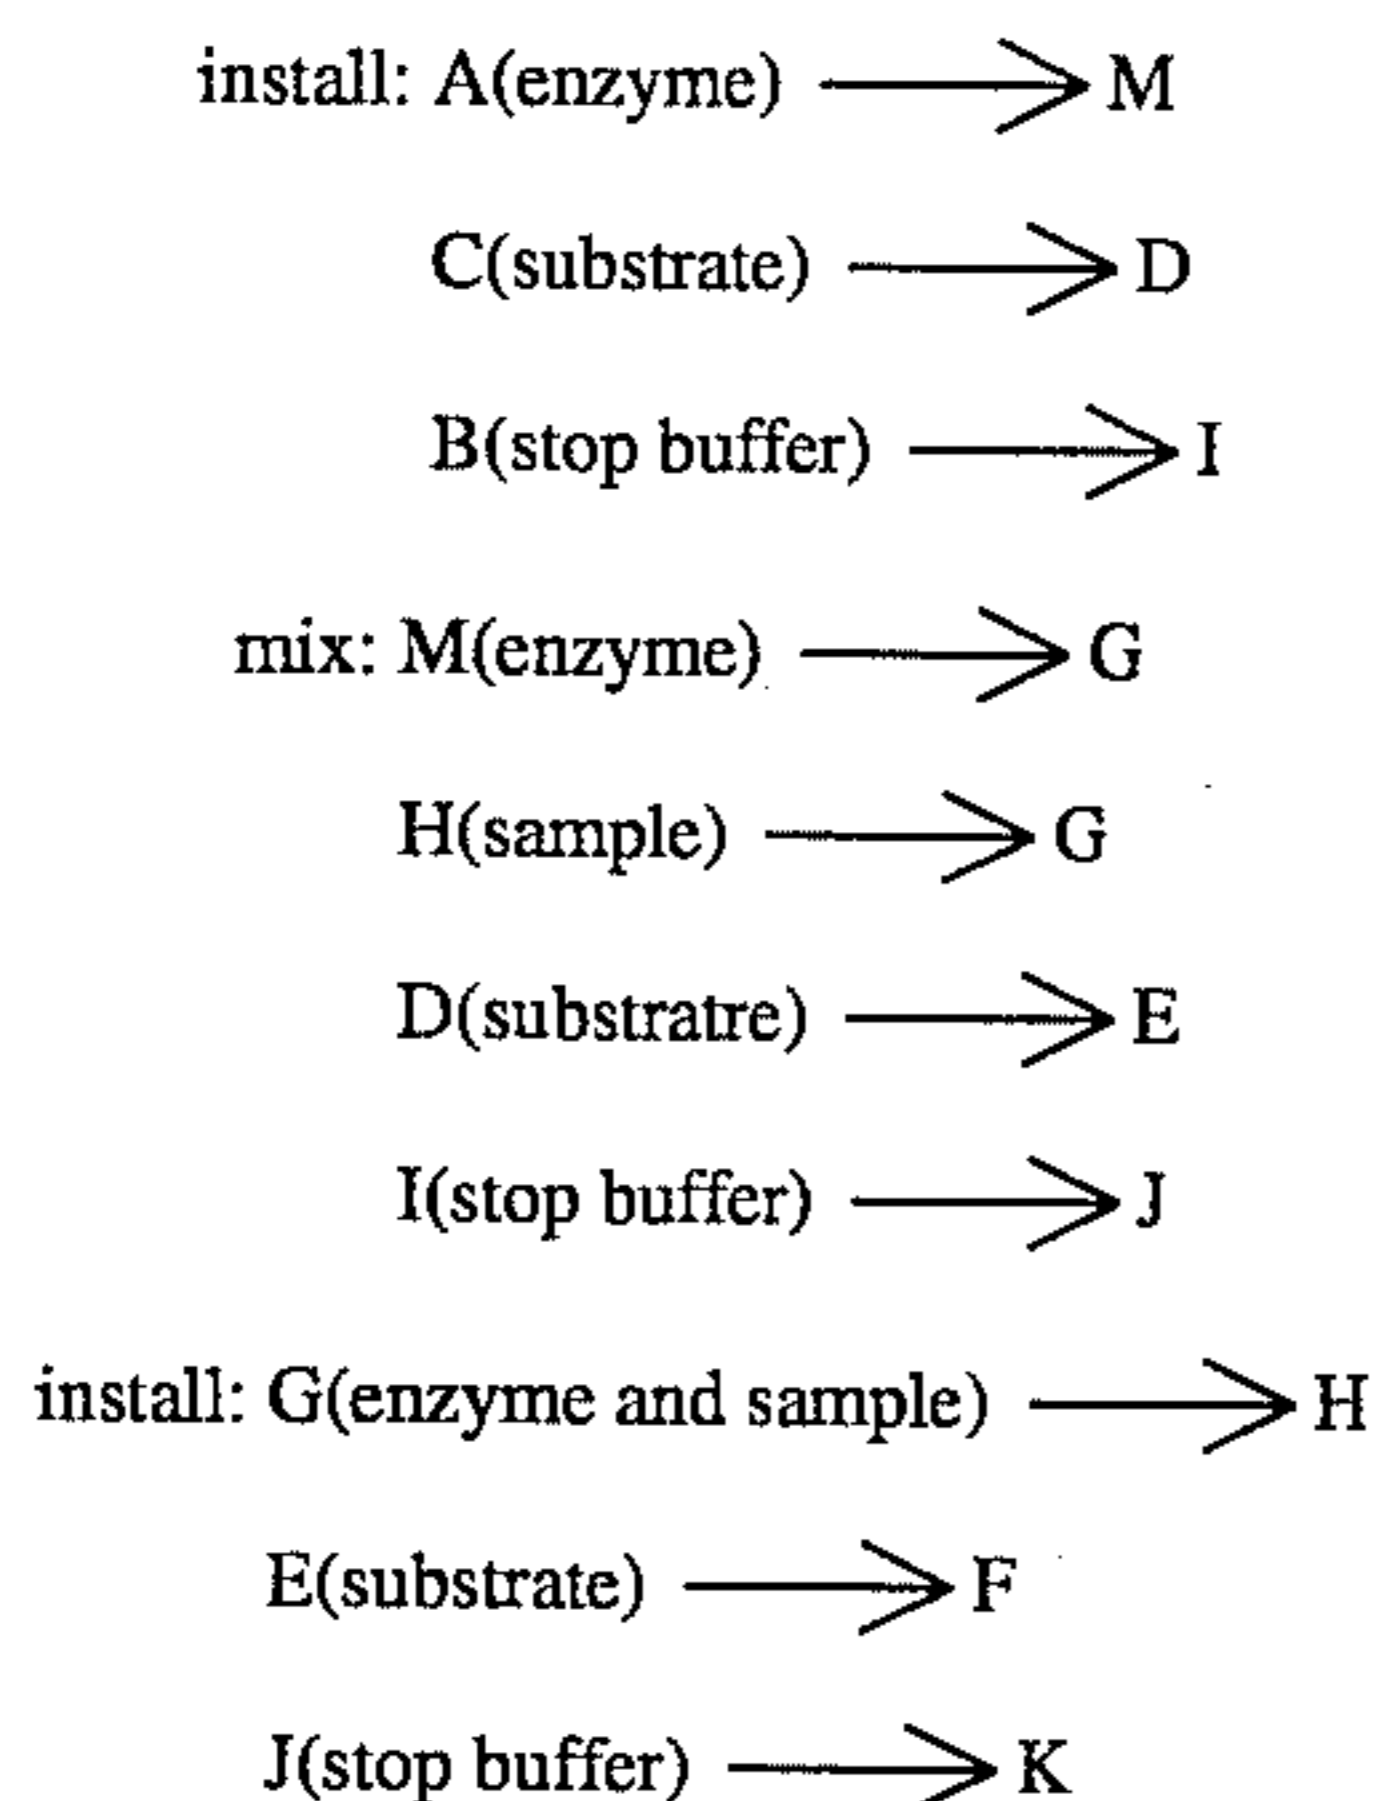 install: A(enzyme) → M
C(substrate) → D
B(stop buffer) → I
mix: M(enzyme) → G
H(sample) → G
D(substratre) → E
I(stop buffer) → J
install: G(enzyme and sample) → H
E(substrate) → F
J(stop buffer) → K